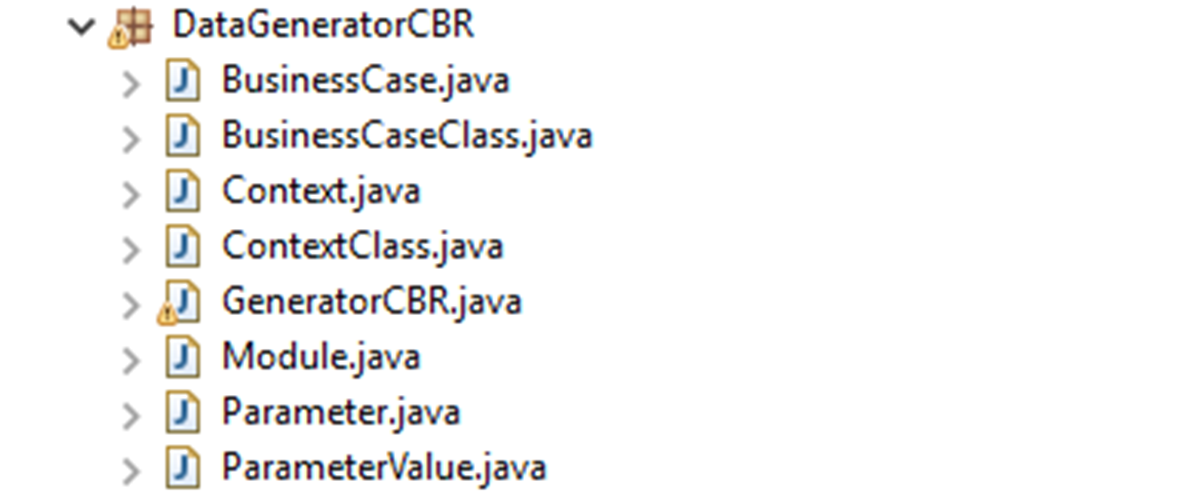 DataGeneratorCBR
BusinessCase.java
BusinessCaseClass.java
Context.java
ContextClass.java
GeneratorCBR.java
Module.java
Parameter.java
ParameterValue.java